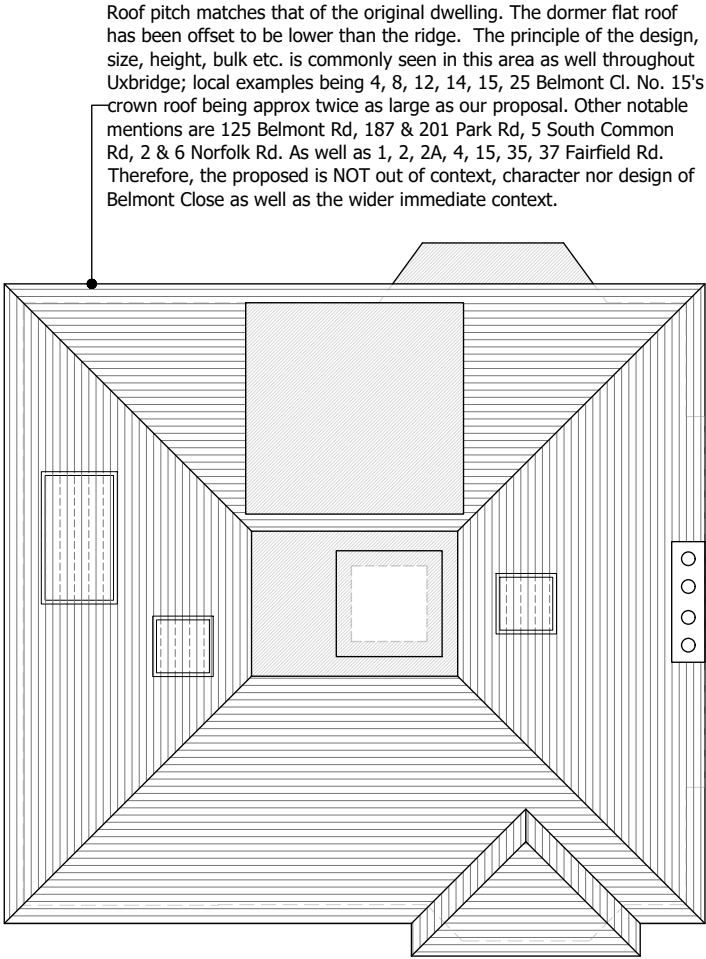 Roof pitch matches that of the original dwelling. The dormer flat roof
has been offset to be lower than the ridge.  The principle of the design,
size, height, bulk etc. is commonly seen in this area as well throughout
Uxbridge; local examples being 4, 8, 12, 14, 15, 25 Belmont Cl. No. 15's
crown roof being approx twice as large as our proposal. Other notable
mentions are 125 Belmont Rd, 187 & 201 Park Rd, 5 South Common
Rd, 2 & 6 Norfolk Rd. As well as 1, 2, 2A, 4, 15, 35, 37 Fairfield Rd.
Therefore, the proposed is NOT out of context, character nor design of
Belmont Close as well as the wider immediate context.